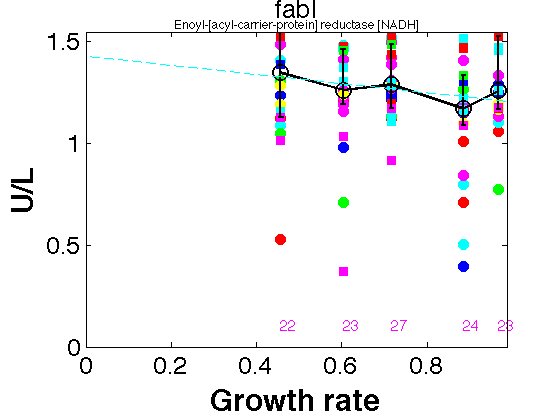 fabI
Enoyl-[acyl-carrier-protein] reductase [NADH]
1.5
1
0.5
0
U/L
22 23 27 24 23
0 0.2 0.4 0.6 0.8
Growth rate